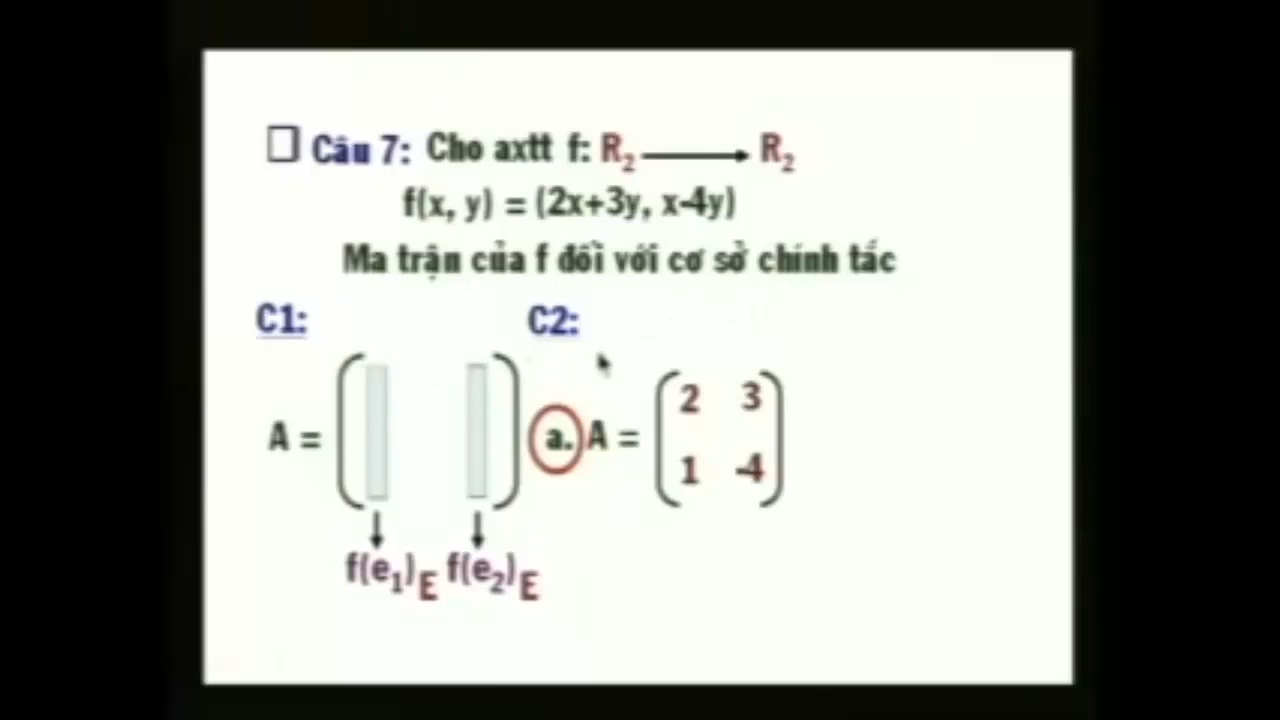 Câu 7: Cho axtt f: R₂ ⟶ R₂
f(x, y) = (2x+3y, x-4y)
Ma trận của f đối với cơ sở chính tắc
C1: C2:
A = ( ) a. A = ( 2 3
1 -4 )
f(e₁)E f(e₂)E